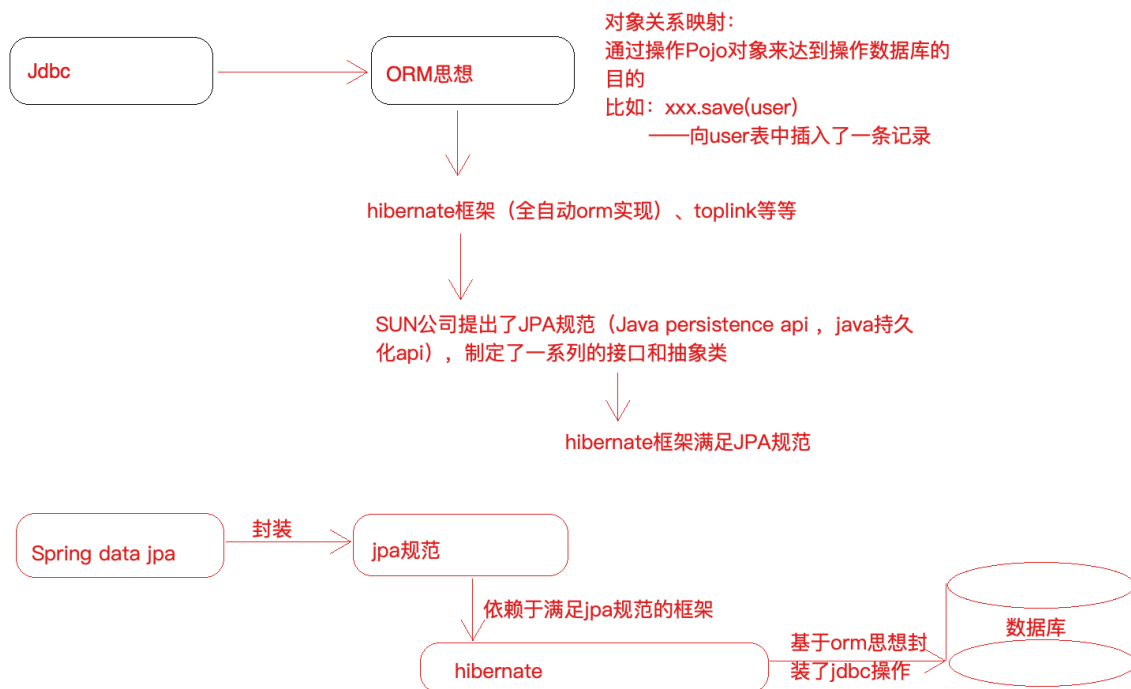 对象关系映射：
通过操作Pojo对象来达到操作数据库的
目的
比如：xxx.save(user)
——向user表中插入了一条记录
Jdbc
ORM思想
hibernate框架（全自动orm实现）、toplink等等
SUN公司提出了JPA规范（Java persistence api ，java持久
化api），制定了一系列的接口和抽象类
hibernate框架满足JPA规范
Spring data jpa
封装
jpa规范
依赖于满足jpa规范的框架
hibernate
基于orm思想封
装了jdbc操作
数据库